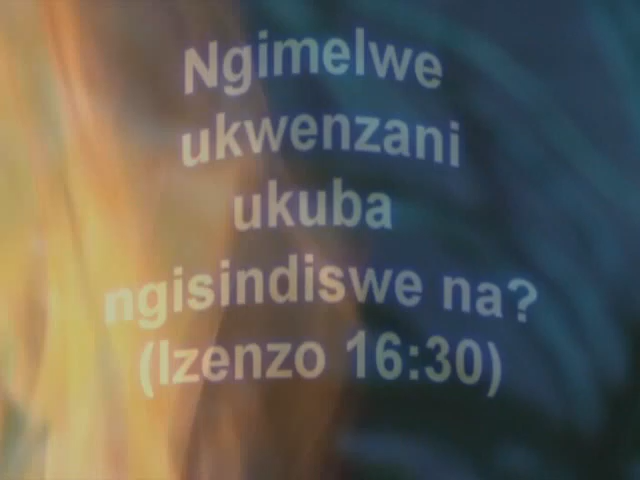 Ngimelwe
ukwenzani
ukuba
ngisindiswe na?
(Izenzo 16:30)